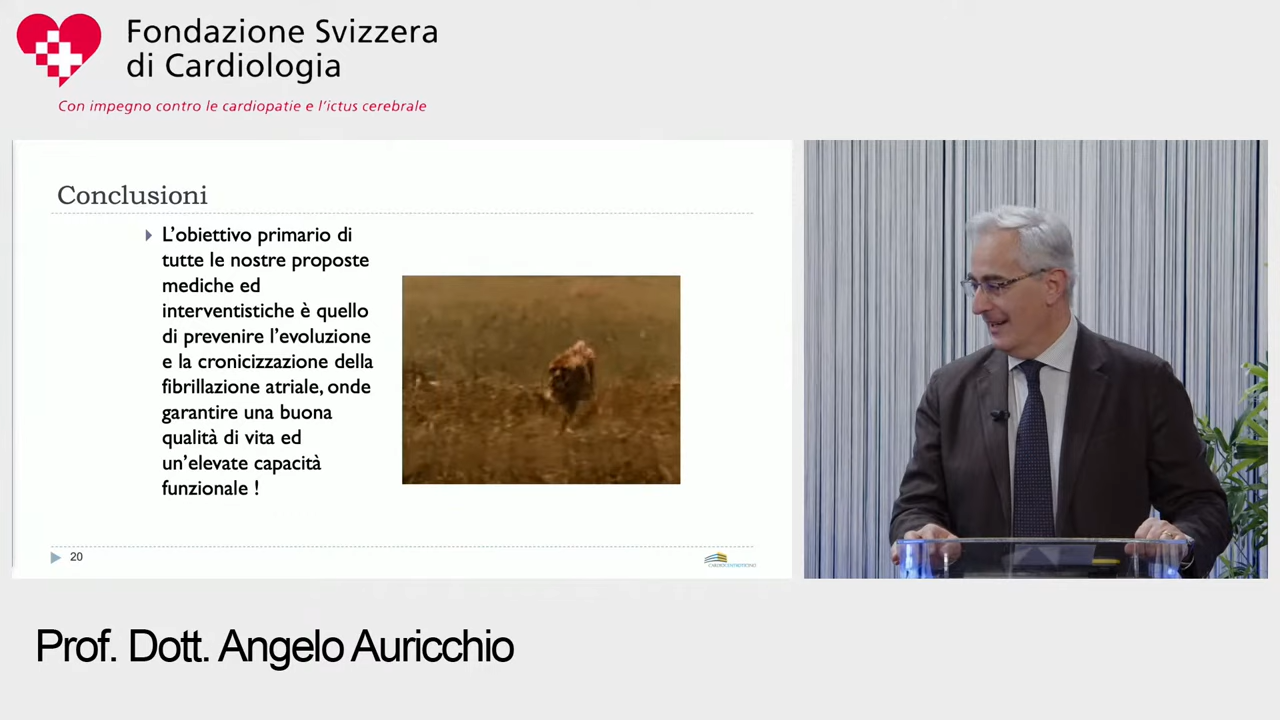 Fondazione Svizzera
di Cardiologia
Con impegno contro le cardiopatie e l'ictus cerebrale
Conclusioni
L'obiettivo primario di
tutte le nostre proposte
mediche ed
interventistiche è quello
di prevenire l'evoluzione
e la cronicizzazione della
fibrillazione atriale, onde
garantire una buona
qualità di vita ed
un'elevate capacità
funzionale !
20
CARDIOCENTROTICINO
Prof. Dott. Angelo Auricchio